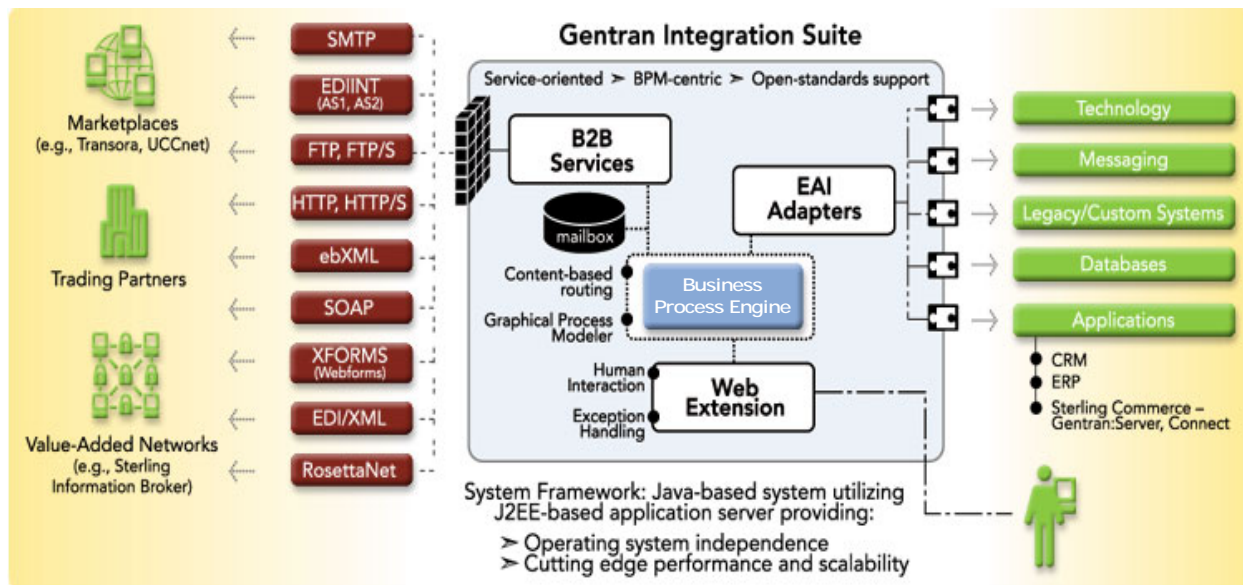 Gentran Integration Suite
Service-oriented ➢ BPM-centric ➢ Open-standards support
Marketplaces
(e.g., Transora, UCCnet)
Trading Partners
Value-Added Networks
(e.g., Sterling
Information Broker)
SMTP
EDIINT
(AS1, AS2)
FTP, FTP/S
HTTP, HTTP/S
ebXML
SOAP
XFORMS
(Webforms)
EDI/XML
RosettaNet
B2B
Services
mailbox
EAI
Adapters
Content-based
routing
Graphical Process
Modeler
Business
Process Engine
Human
Interaction
Exception
Handling
Web
Extension
Technology
Messaging
Legacy/Custom Systems
Databases
Applications
CRM
ERP
Sterling Commerce –
Gentran:Server, Connect
System Framework: Java-based system utilizing
J2EE-based application server providing:
➢ Operating system independence
➢ Cutting edge performance and scalability